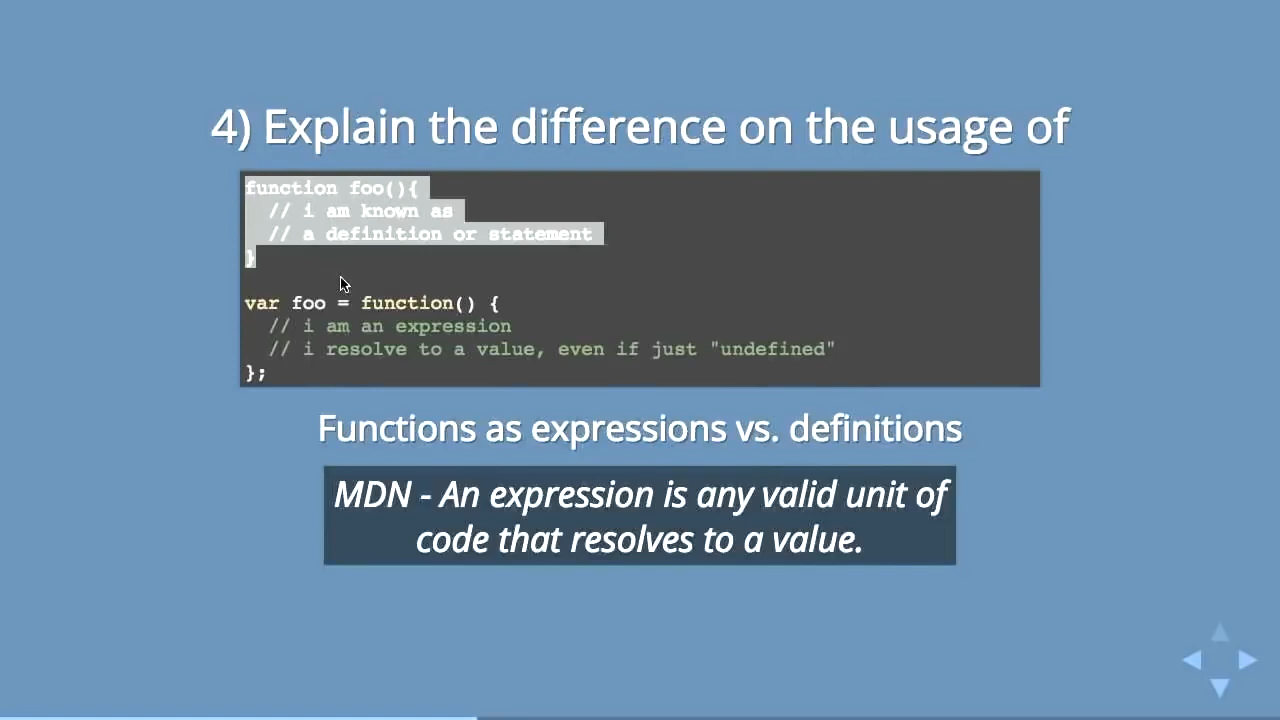 4) Explain the difference on the usage of
function foo(){
  // i am known as
  // a definition or statement
}
var foo = function() {
  // i am an expression
  // i resolve to a value, even if just "undefined"
};
Functions as expressions vs. definitions
MDN - An expression is any valid unit of
code that resolves to a value.